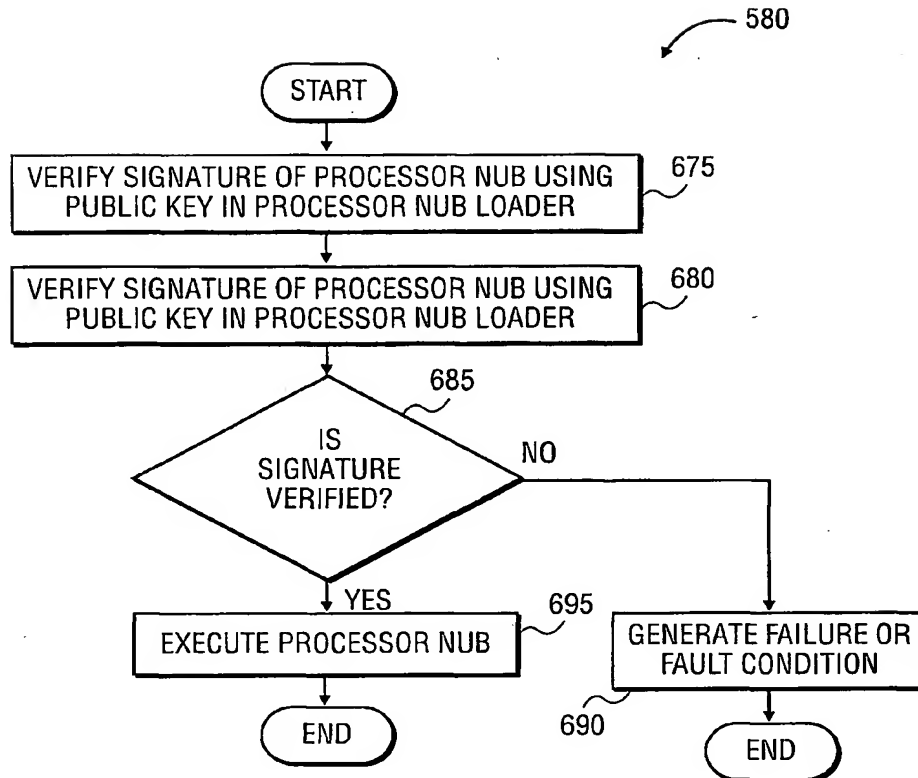 580
START
VERIFY SIGNATURE OF PROCESSOR NUB USING
PUBLIC KEY IN PROCESSOR NUB LOADER
675
VERIFY SIGNATURE OF PROCESSOR NUB USING
PUBLIC KEY IN PROCESSOR NUB LOADER
680
685
IS
SIGNATURE
VERIFIED?
NO
YES
695
EXECUTE PROCESSOR NUB
GENERATE FAILURE OR
FAULT CONDITION
690
END
END